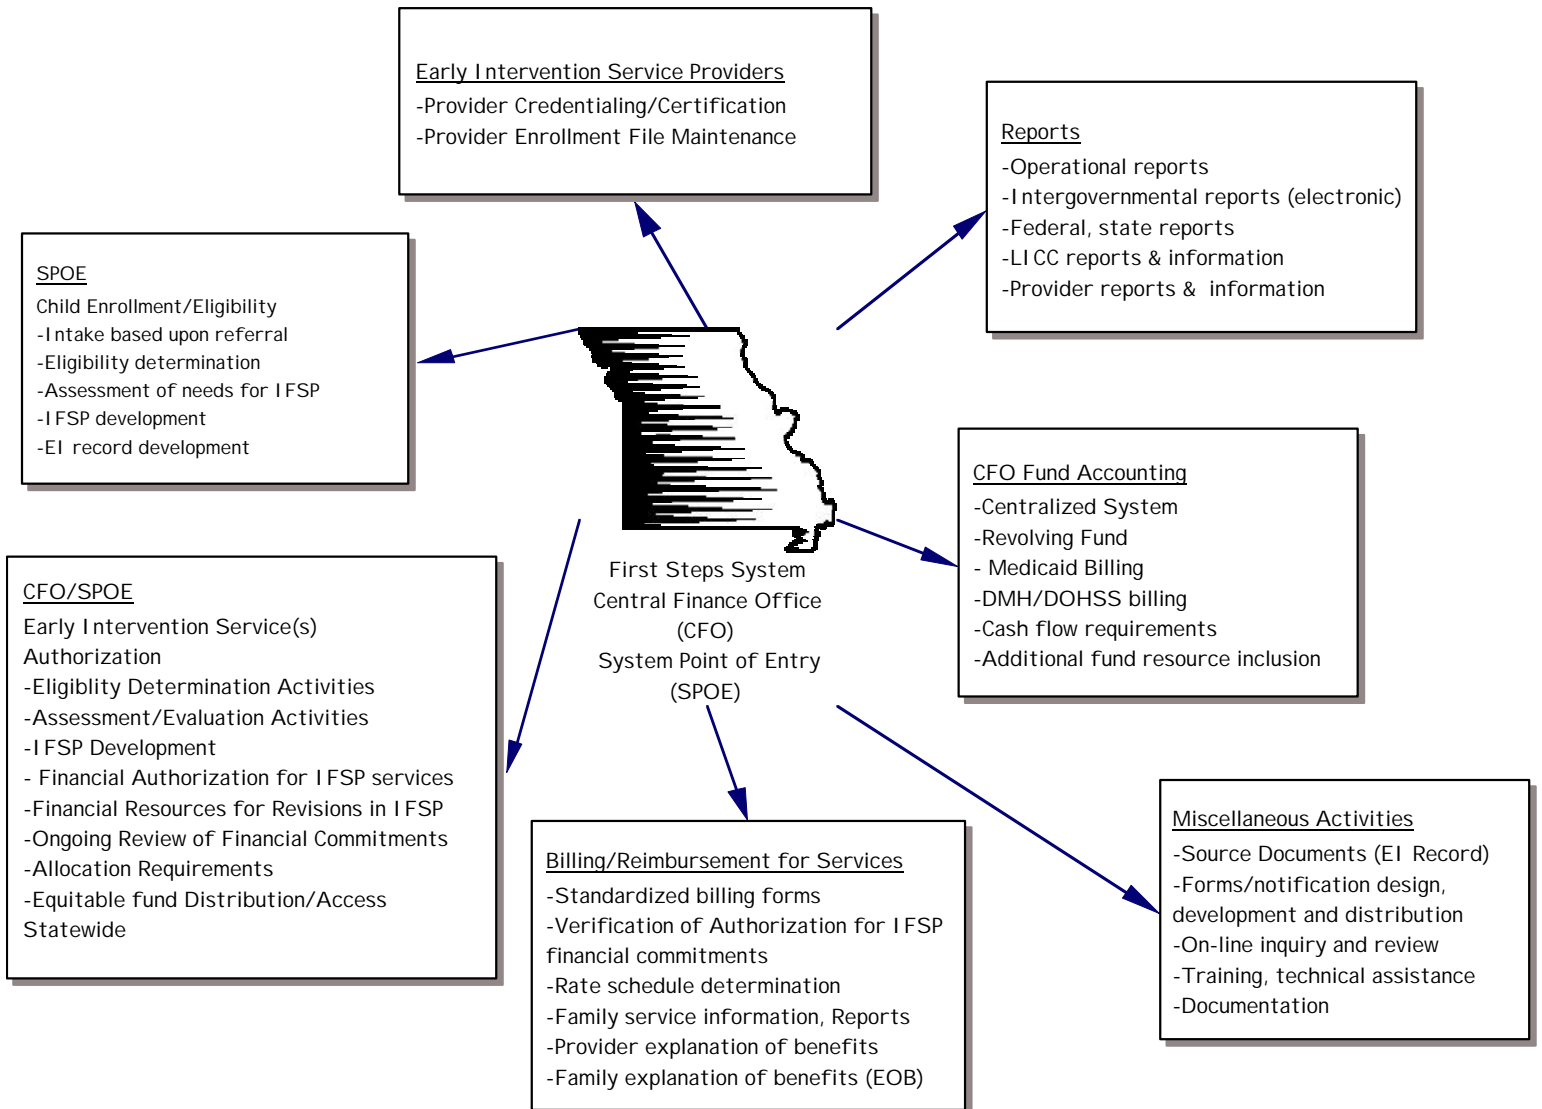 Early Intervention Service Providers
-Provider Credentialing/Certification
-Provider Enrollment File Maintenance
Reports
-Operational reports
-Intergovernmental reports (electronic)
-Federal, state reports
-LICC reports & information
-Provider reports & information
SPOE
Child Enrollment/Eligibility
-Intake based upon referral
-Eligibility determination
-Assessment of needs for IFSP
-IFSP development
-EI record development
First Steps System
Central Finance Office
(CFO)
System Point of Entry
(SPOE)
CFO Fund Accounting
-Centralized System
-Revolving Fund
- Medicaid Billing
-DMH/DOHSS billing
-Cash flow requirements
-Additional fund resource inclusion
CFO/SPOE
Early Intervention Service(s)
Authorization
-Eligiblity Determination Activities
-Assessment/Evaluation Activities
-IFSP Development
- Financial Authorization for IFSP services
-Financial Resources for Revisions in IFSP
-Ongoing Review of Financial Commitments
-Allocation Requirements
-Equitable fund Distribution/Access
Statewide
Billing/Reimbursement for Services
-Standardized billing forms
-Verification of Authorization for IFSP
financial commitments
-Rate schedule determination
-Family service information, Reports
-Provider explanation of benefits
-Family explanation of benefits (EOB)
Miscellaneous Activities
-Source Documents (EI Record)
-Forms/notification design,
development and distribution
-On-line inquiry and review
-Training, technical assistance
-Documentation